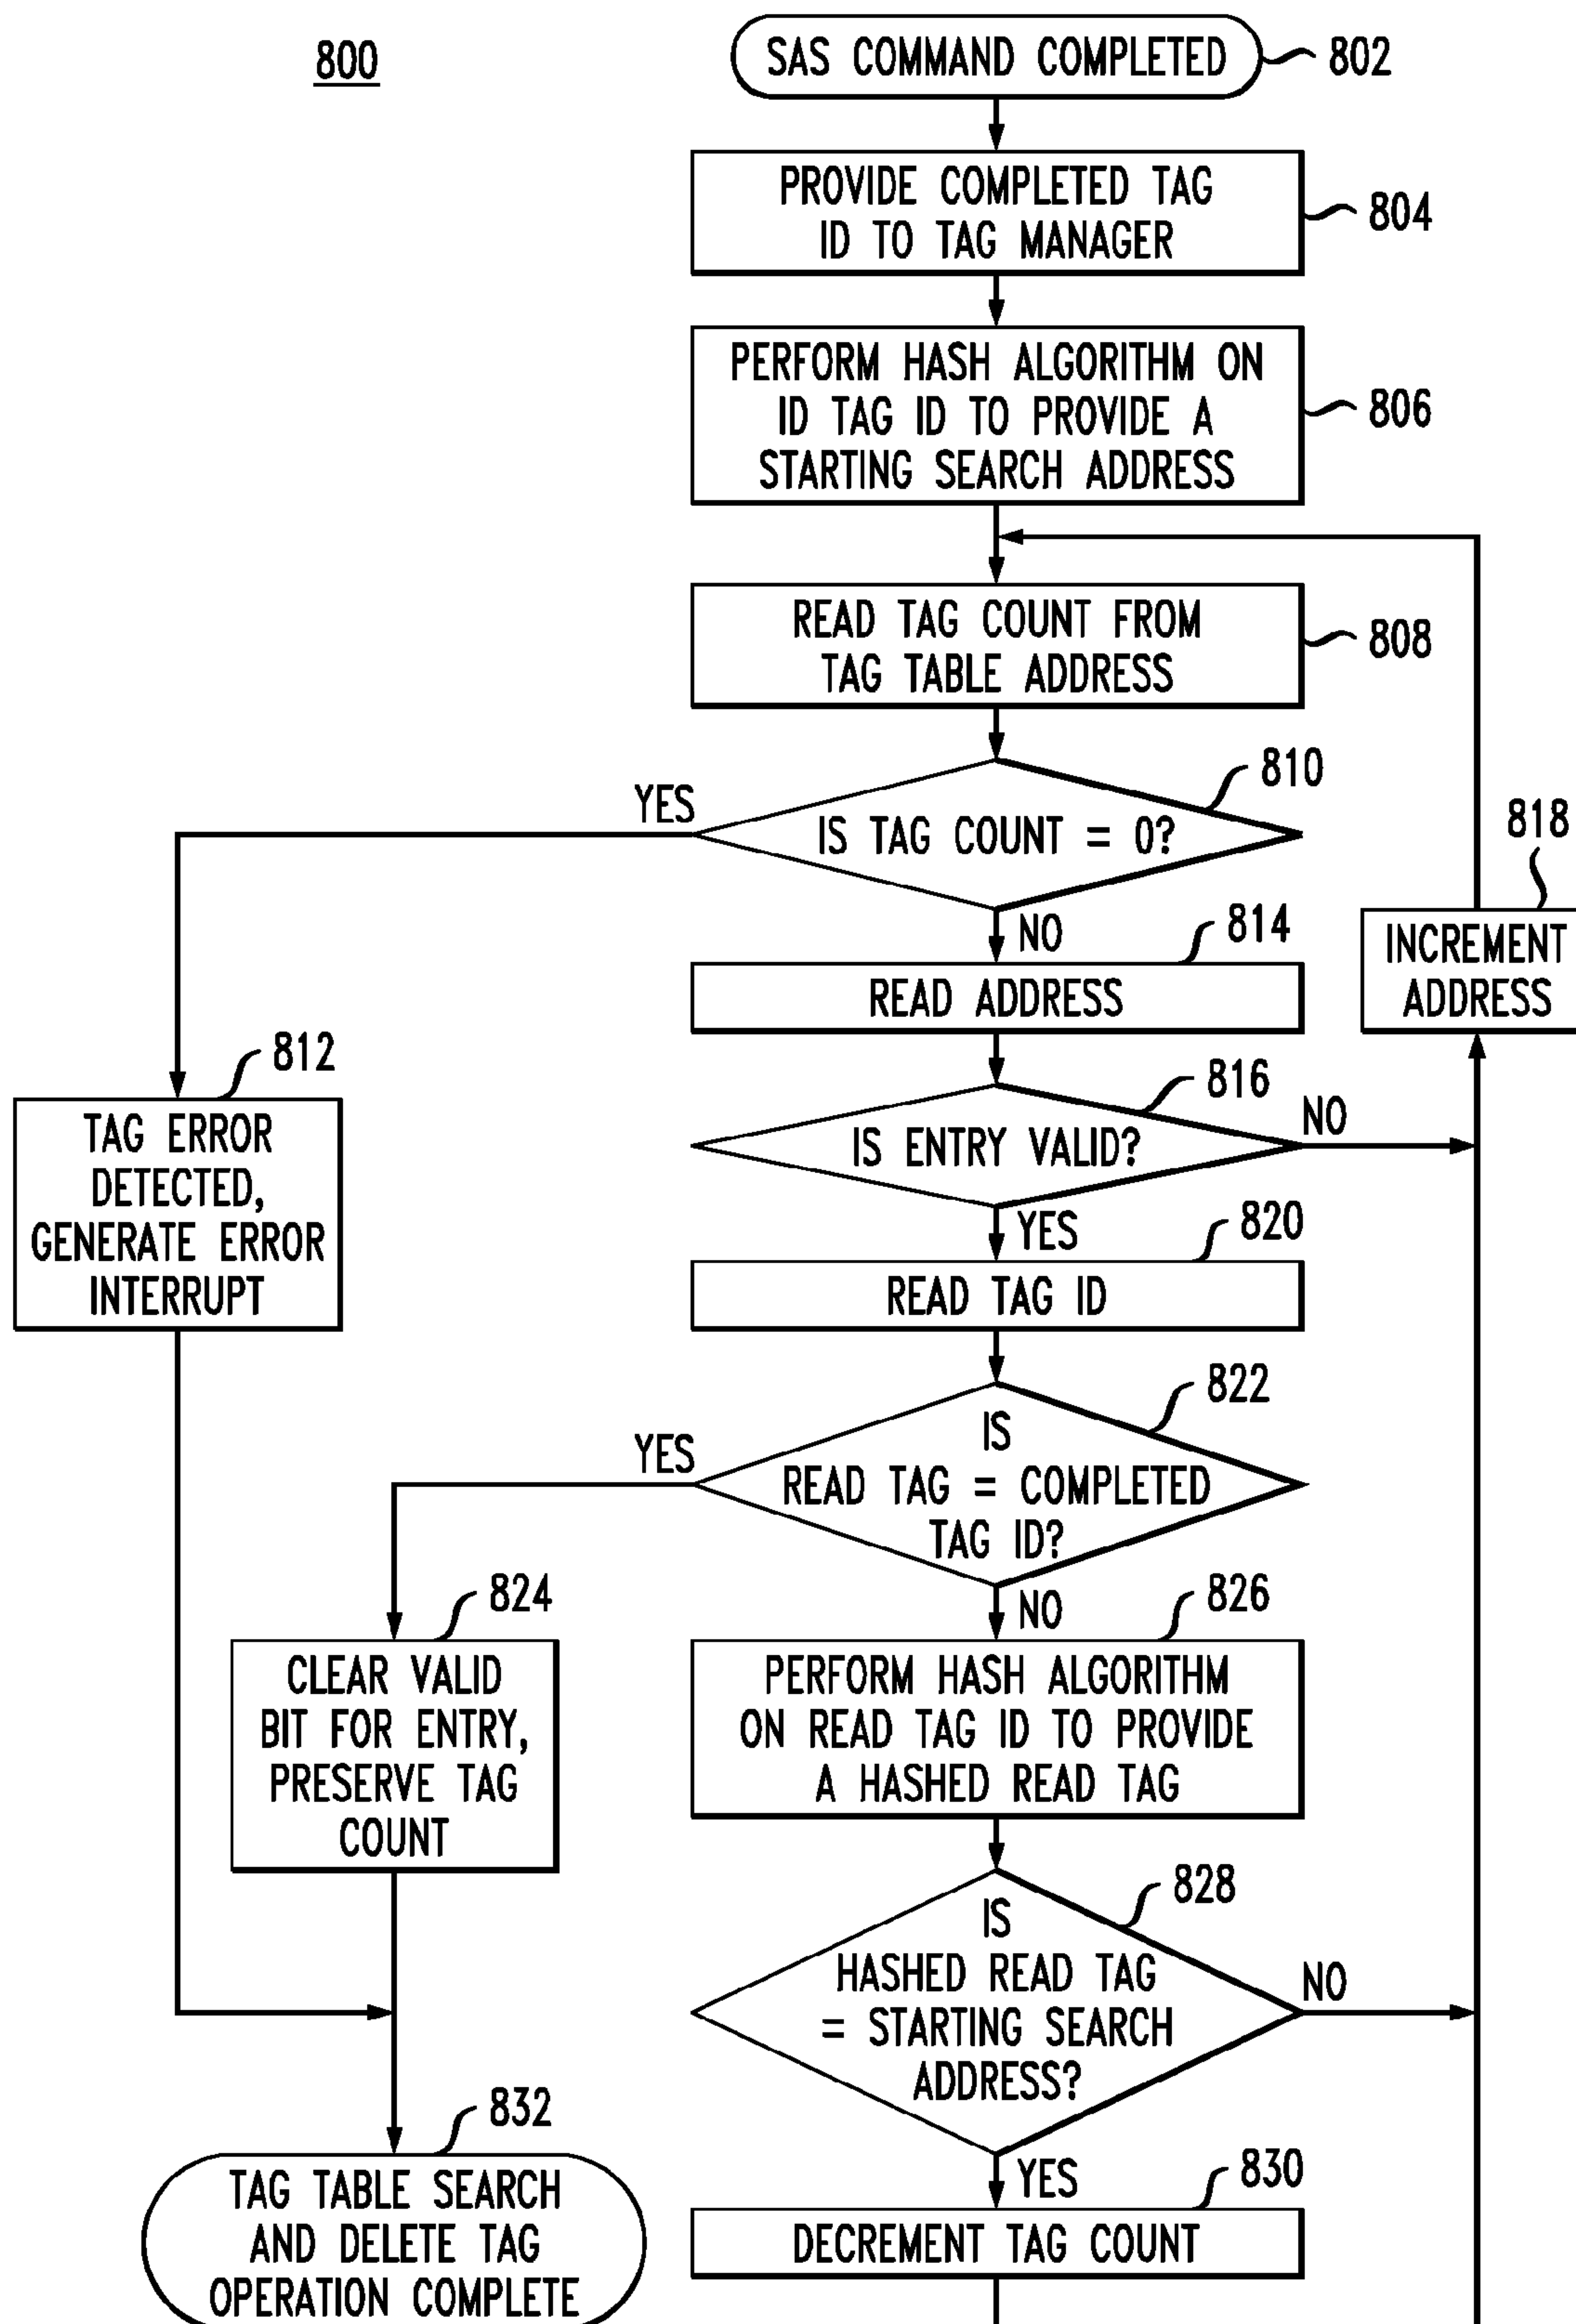 800
SAS COMMAND COMPLETED
802
PROVIDE COMPLETED TAG
ID TO TAG MANAGER
804
PERFORM HASH ALGORITHM ON
ID TAG ID TO PROVIDE A
STARTING SEARCH ADDRESS
806
READ TAG COUNT FROM
TAG TABLE ADDRESS
808
810
YES
IS TAG COUNT = 0?
818
NO
814
INCREMENT
ADDRESS
READ ADDRESS
812
TAG ERROR
DETECTED,
GENERATE ERROR
INTERRUPT
816
NO
IS ENTRY VALID?
YES
820
READ TAG ID
822
YES
IS
READ TAG = COMPLETED
TAG ID?
824
NO
826
CLEAR VALID
BIT FOR ENTRY,
PRESERVE TAG
COUNT
PERFORM HASH ALGORITHM
ON READ TAG ID TO PROVIDE
A HASHED READ TAG
828
IS
HASHED READ TAG
= STARTING SEARCH
ADDRESS?
NO
832
YES
830
TAG TABLE SEARCH
AND DELETE TAG
OPERATION COMPLETE
DECREMENT TAG COUNT